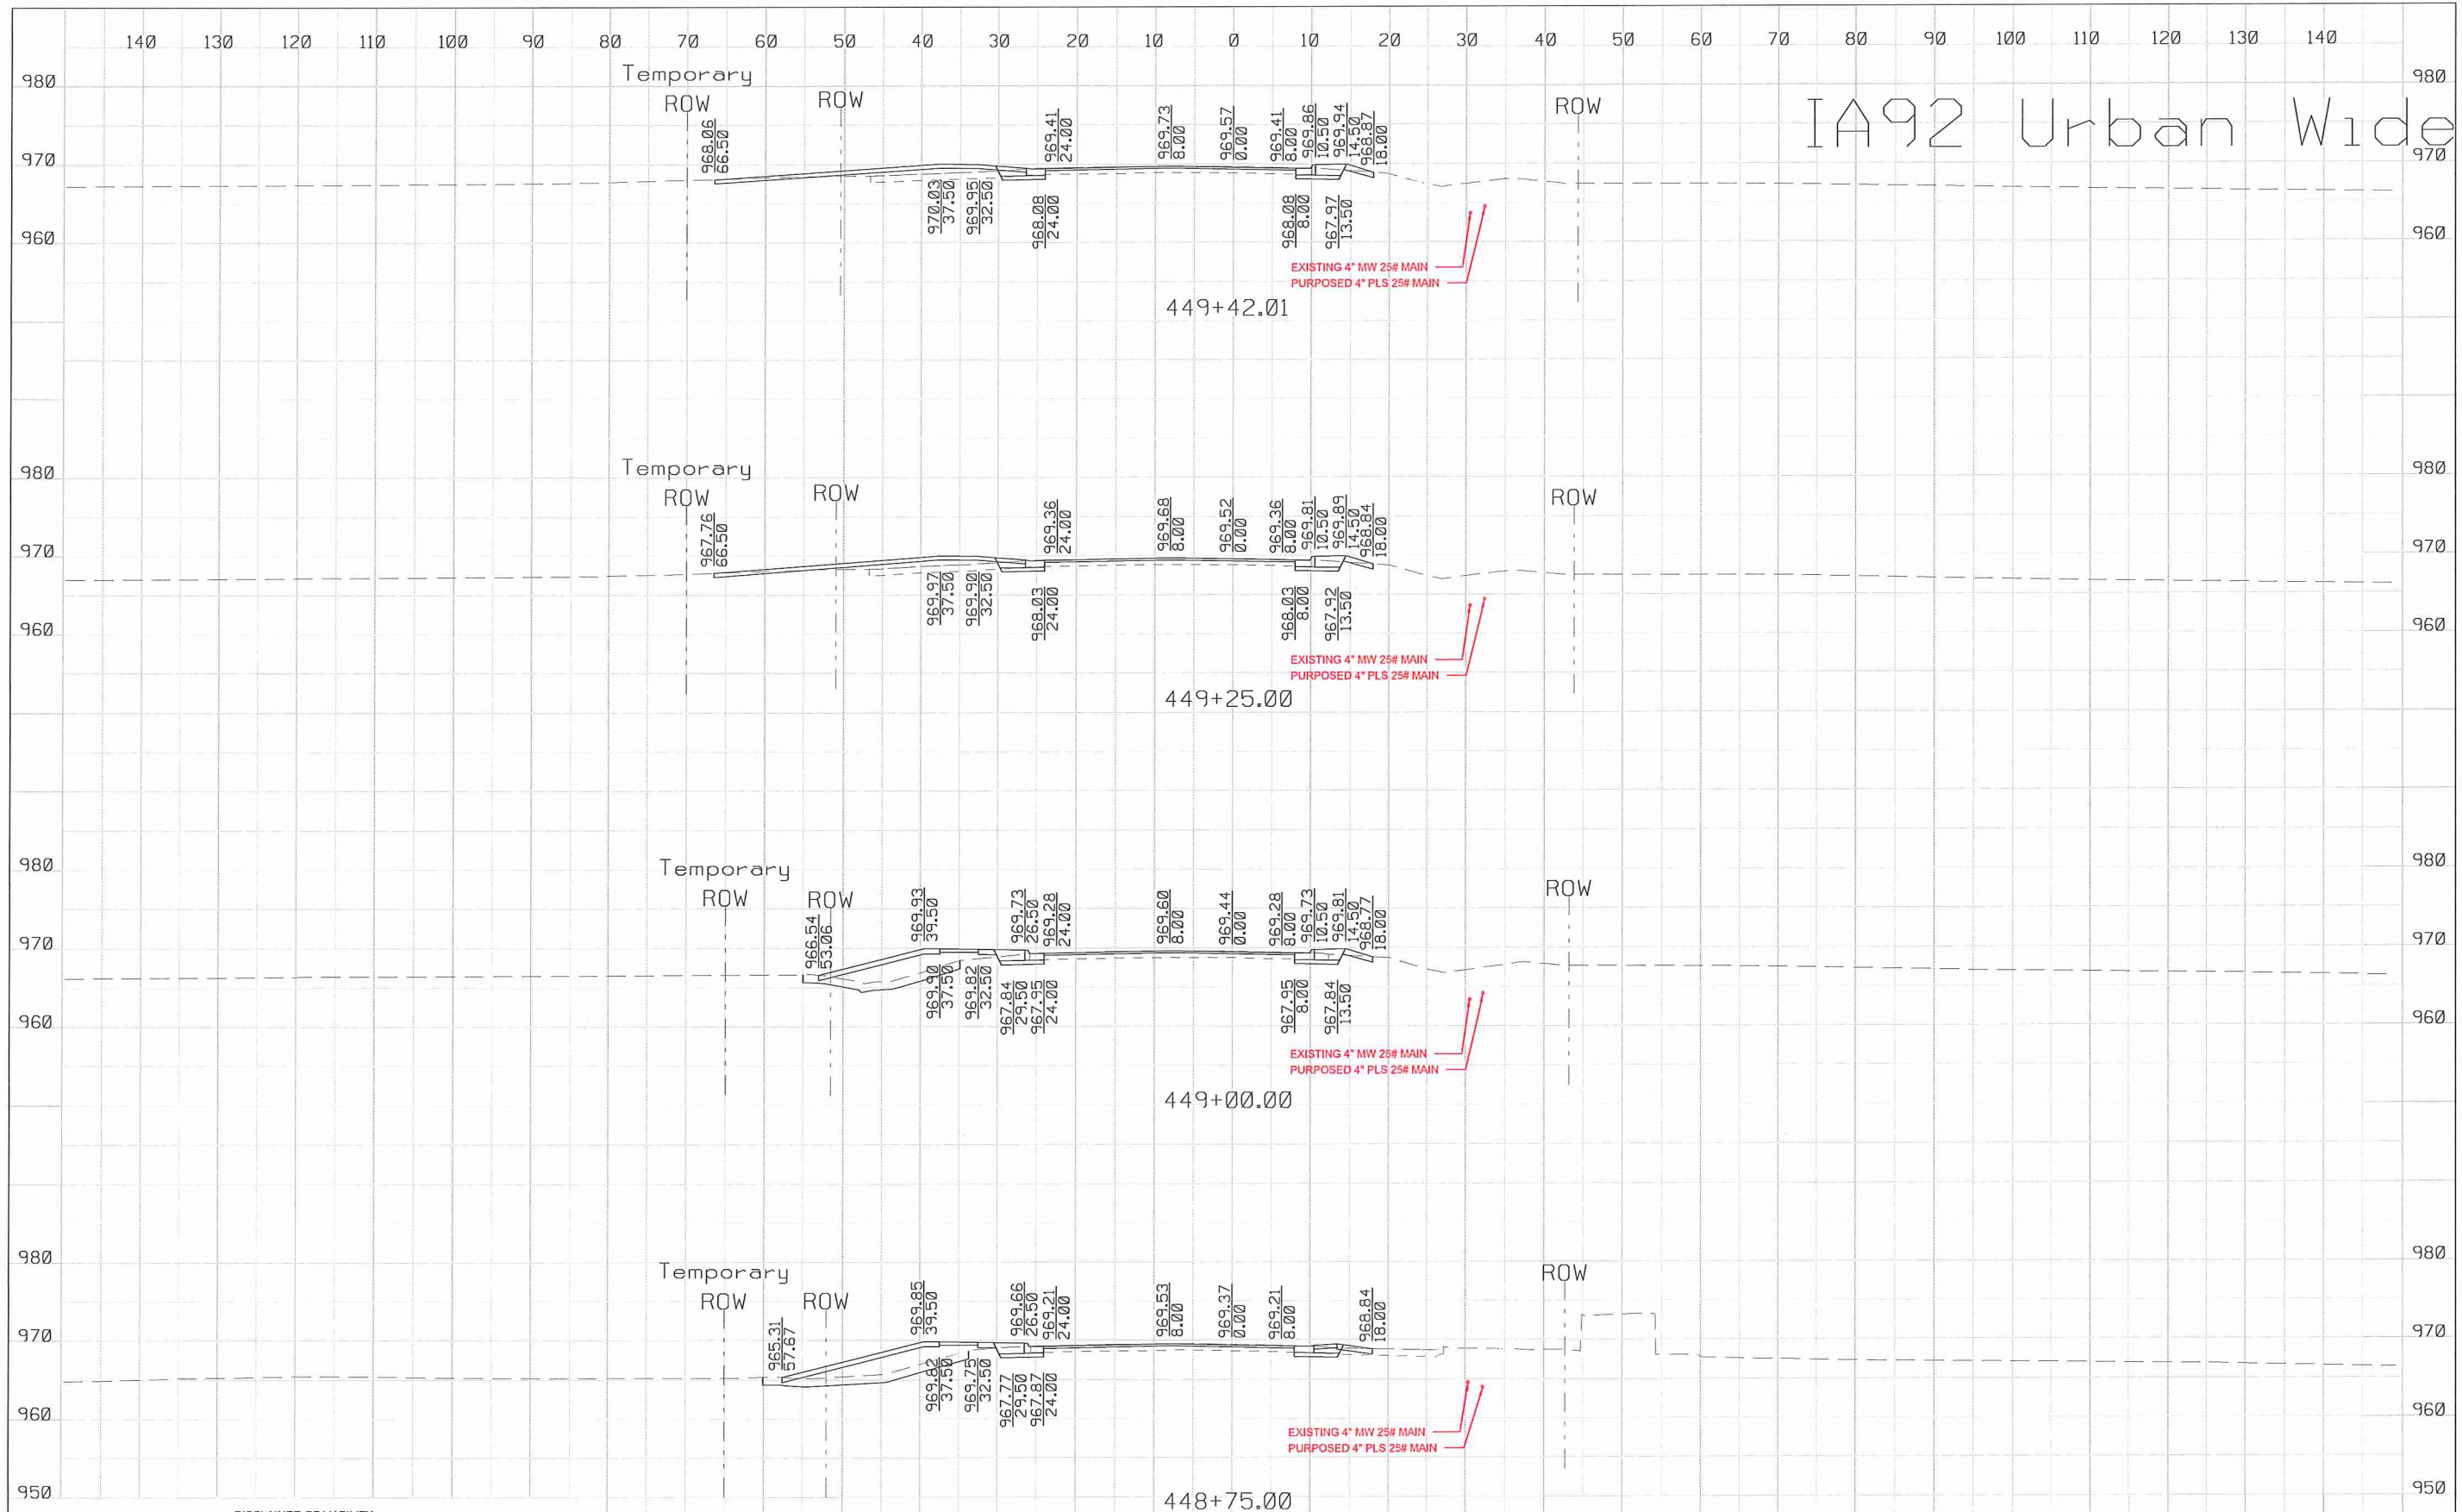 140 130 120 110 100 90 80 70 60 50 40 30 20 10 0 10 20 30 40 50 60 70 80 90 100 110 120 130 140
IA92 Urban Wide
980 980
Temporary
ROW ROW ROW
968.06 969.41 969.73 969.57 969.41 969.86 969.94 968.87
66.50 24.00 8.00 0.00 8.00 10.50 14.50 18.00
970 970
970.03 969.95 968.08 968.08 967.97
37.50 32.50 24.00 8.00 13.50
960 960
EXISTING 4" MW 25# MAIN
PURPOSED 4" PLS 25# MAIN
449+42.01
980 980
Temporary
ROW ROW ROW
967.76 969.36 969.68 969.52 969.36 969.81 969.89 968.84
66.50 24.00 8.00 0.00 8.00 10.50 14.50 18.00
970 970
969.97 969.90 968.03 968.03 967.92
37.50 32.50 24.00 8.00 13.50
960 960
EXISTING 4" MW 25# MAIN
PURPOSED 4" PLS 25# MAIN
449+25.00
980 980
Temporary
ROW ROW ROW
966.54 969.93 969.73 969.28 969.60 969.44 969.28 969.73 969.81 968.77
53.06 39.50 26.50 24.00 8.00 0.00 8.00 10.50 14.50 18.00
970 970
969.90 969.82 967.84 967.95 967.95 967.84
37.50 32.50 29.50 24.00 8.00 13.50
960 960
EXISTING 4" MW 25# MAIN
PURPOSED 4" PLS 25# MAIN
449+00.00
980 980
Temporary
ROW ROW ROW
965.31 969.85 969.66 969.21 969.53 969.37 969.21 968.84
57.67 39.50 26.50 24.00 8.00 0.00 8.00 18.00
970 970
969.82 969.75 967.77 967.87
37.50 32.50 29.50 24.00
960 960
EXISTING 4" MW 25# MAIN
PURPOSED 4" PLS 25# MAIN
950 950
448+75.00